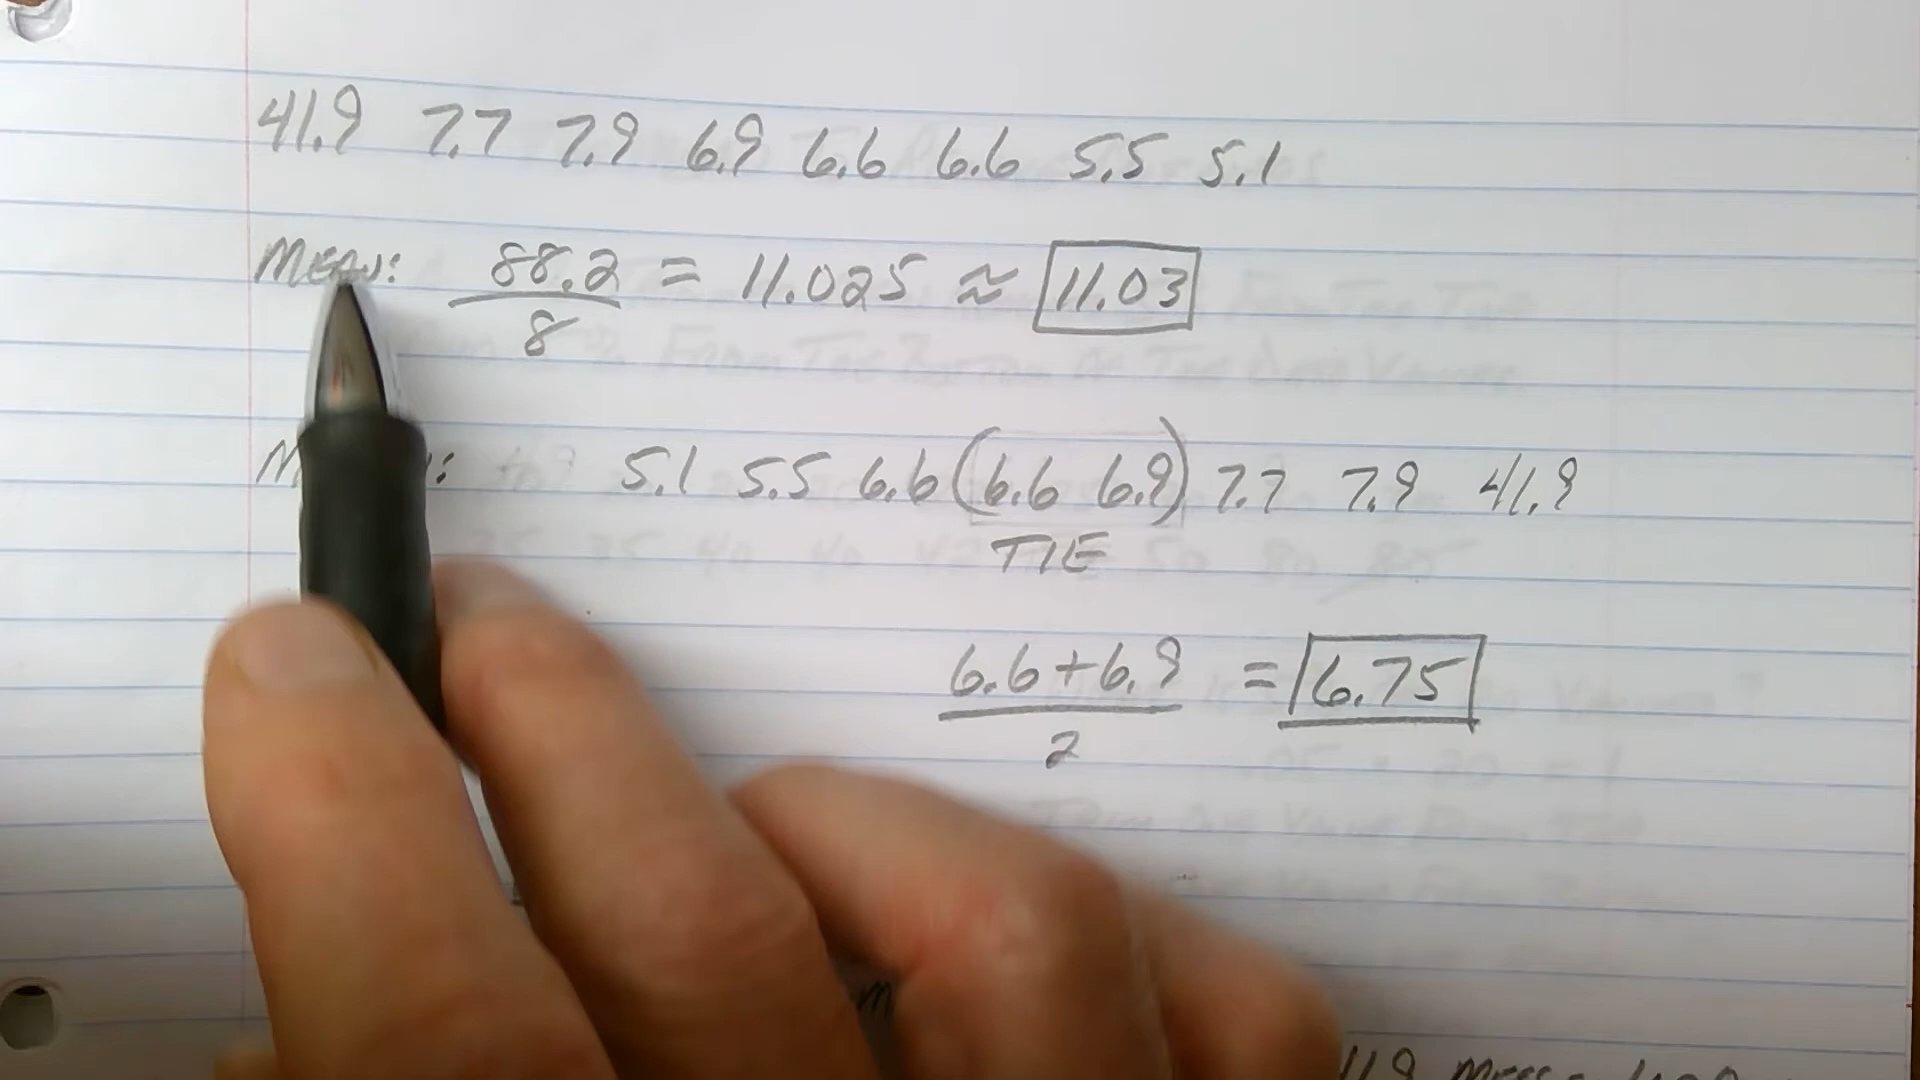 41.9 7.7 7.9 6.9 6.6 6.6 5.5 5.1
MEAN: 88.2 = 11.025 ≈ 11.03
8
5.1 5.5 6.6 (6.6 6.9) 7.7 7.9 41.9
TIE
6.6+6.9 = 6.75
2